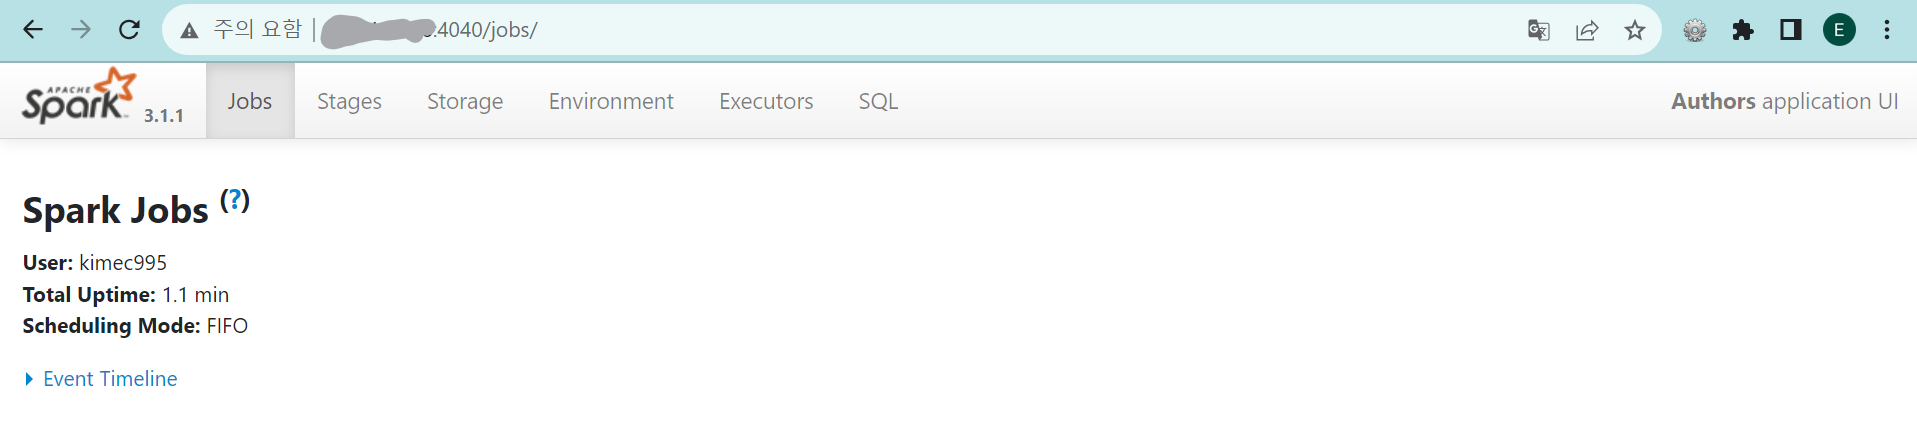 주의 요함 :4040/jobs/
E
APACHE
Spark 3.1.1 Jobs Stages Storage Environment Executors SQL Authors application UI
Spark Jobs (?)
User: kimec995
Total Uptime: 1.1 min
Scheduling Mode: FIFO
Event Timeline